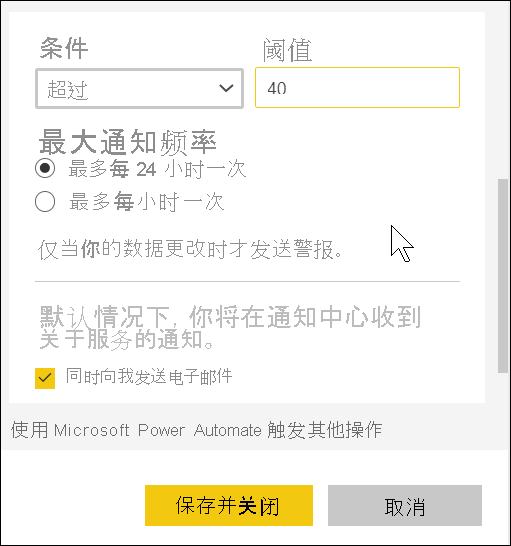 条件 阈值
超过 40
最大通知频率
最多每 24 小时一次
最多每小时一次
仅当你的数据更改时才发送警报。
默认情况下, 你将在通知中心收到
关于服务的通知。
同时向我发送电子邮件
使用 Microsoft Power Automate 触发其他操作
保存并关闭 取消